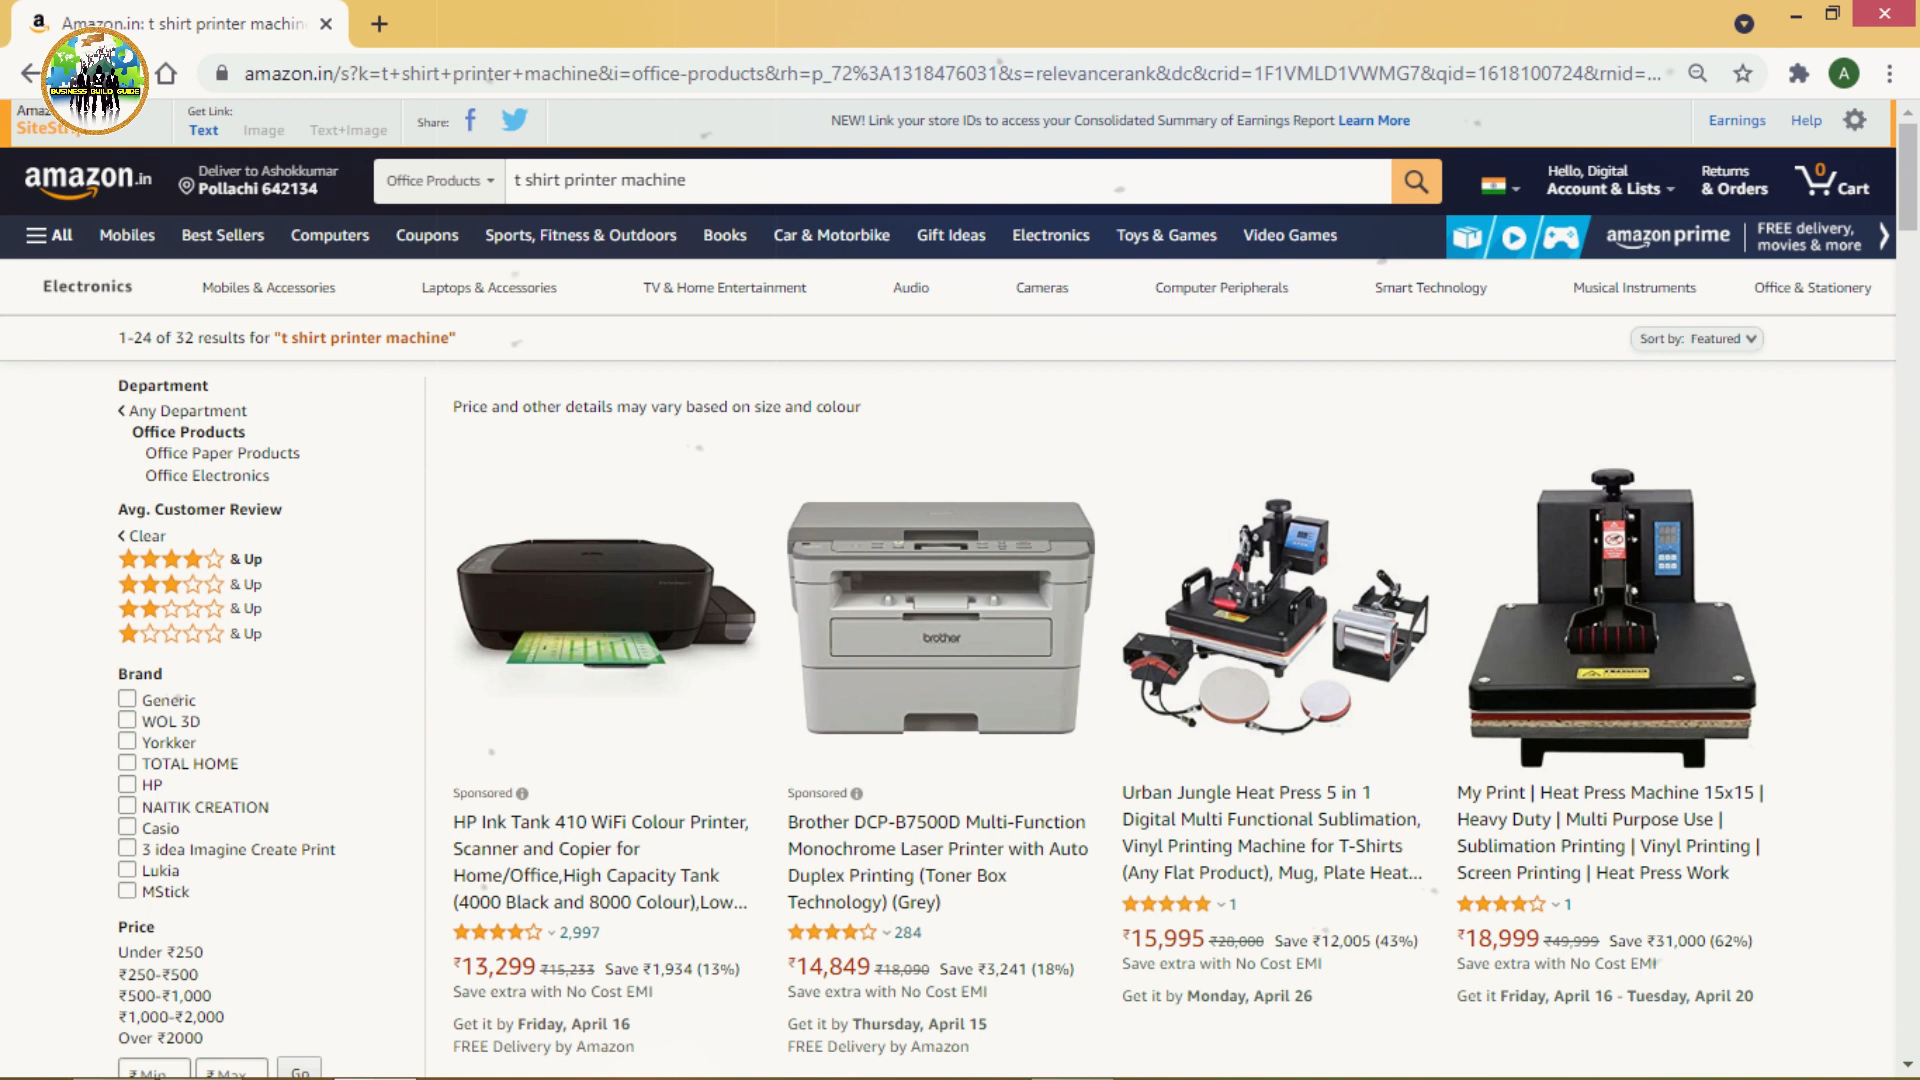 Amazon.in: t shirt printer machin
amazon.in/s?k=t+shirt+printer+machine&i=office-products&rh=p_72%3A1318476031&s=relevancerank&dc&crid=1F1VMLD1VWMG7&qid=1618100724&rnid=...
A
BUSINESS BUILD GUIDE
Get Link:
Text Image Text+Image
Share:
NEW! Link your store IDs to access your Consolidated Summary of Earnings Report Learn More
Earnings Help
amazon.in
Deliver to Ashokkumar
Pollachi 642134
Office Products
t shirt printer machine
Hello, Digital
Account & Lists
Returns
& Orders
0
Cart
All Mobiles Best Sellers Computers Coupons Sports, Fitness & Outdoors Books Car & Motorbike Gift Ideas Electronics Toys & Games Video Games
amazon prime
FREE delivery,
movies & more
Electronics Mobiles & Accessories Laptops & Accessories TV & Home Entertainment Audio Cameras Computer Peripherals Smart Technology Musical Instruments Office & Stationery
1-24 of 32 results for "t shirt printer machine"
Sort by: Featured
Department
Any Department
Office Products
Office Paper Products
Office Electronics
Avg. Customer Review
Clear
& Up
& Up
& Up
& Up
Brand
Generic
WOL 3D
Yorkker
TOTAL HOME
HP
NAITIK CREATION
Casio
3 idea Imagine Create Print
Lukia
MStick
Price
Under ₹250
₹250-₹500
₹500-₹1,000
₹1,000-₹2,000
Over ₹2000
₹ Min ₹ Max Go
Price and other details may vary based on size and colour
brother
Sponsored
HP Ink Tank 410 WiFi Colour Printer,
Scanner and Copier for
Home/Office,High Capacity Tank
(4000 Black and 8000 Colour),Low...
2,997
₹13,299 ₹15,233 Save ₹1,934 (13%)
Save extra with No Cost EMI
Get it by Friday, April 16
FREE Delivery by Amazon
Sponsored
Brother DCP-B7500D Multi-Function
Monochrome Laser Printer with Auto
Duplex Printing (Toner Box
Technology) (Grey)
284
₹14,849 ₹18,090 Save ₹3,241 (18%)
Save extra with No Cost EMI
Get it by Thursday, April 15
FREE Delivery by Amazon
Urban Jungle Heat Press 5 in 1
Digital Multi Functional Sublimation,
Vinyl Printing Machine for T-Shirts
(Any Flat Product), Mug, Plate Heat...
1
₹15,995 ₹28,000 Save ₹12,005 (43%)
Save extra with No Cost EMI
Get it by Monday, April 26
My Print | Heat Press Machine 15x15 |
Heavy Duty | Multi Purpose Use |
Sublimation Printing | Vinyl Printing |
Screen Printing | Heat Press Work
1
₹18,999 ₹49,999 Save ₹31,000 (62%)
Save extra with No Cost EMI
Get it Friday, April 16 - Tuesday, April 20